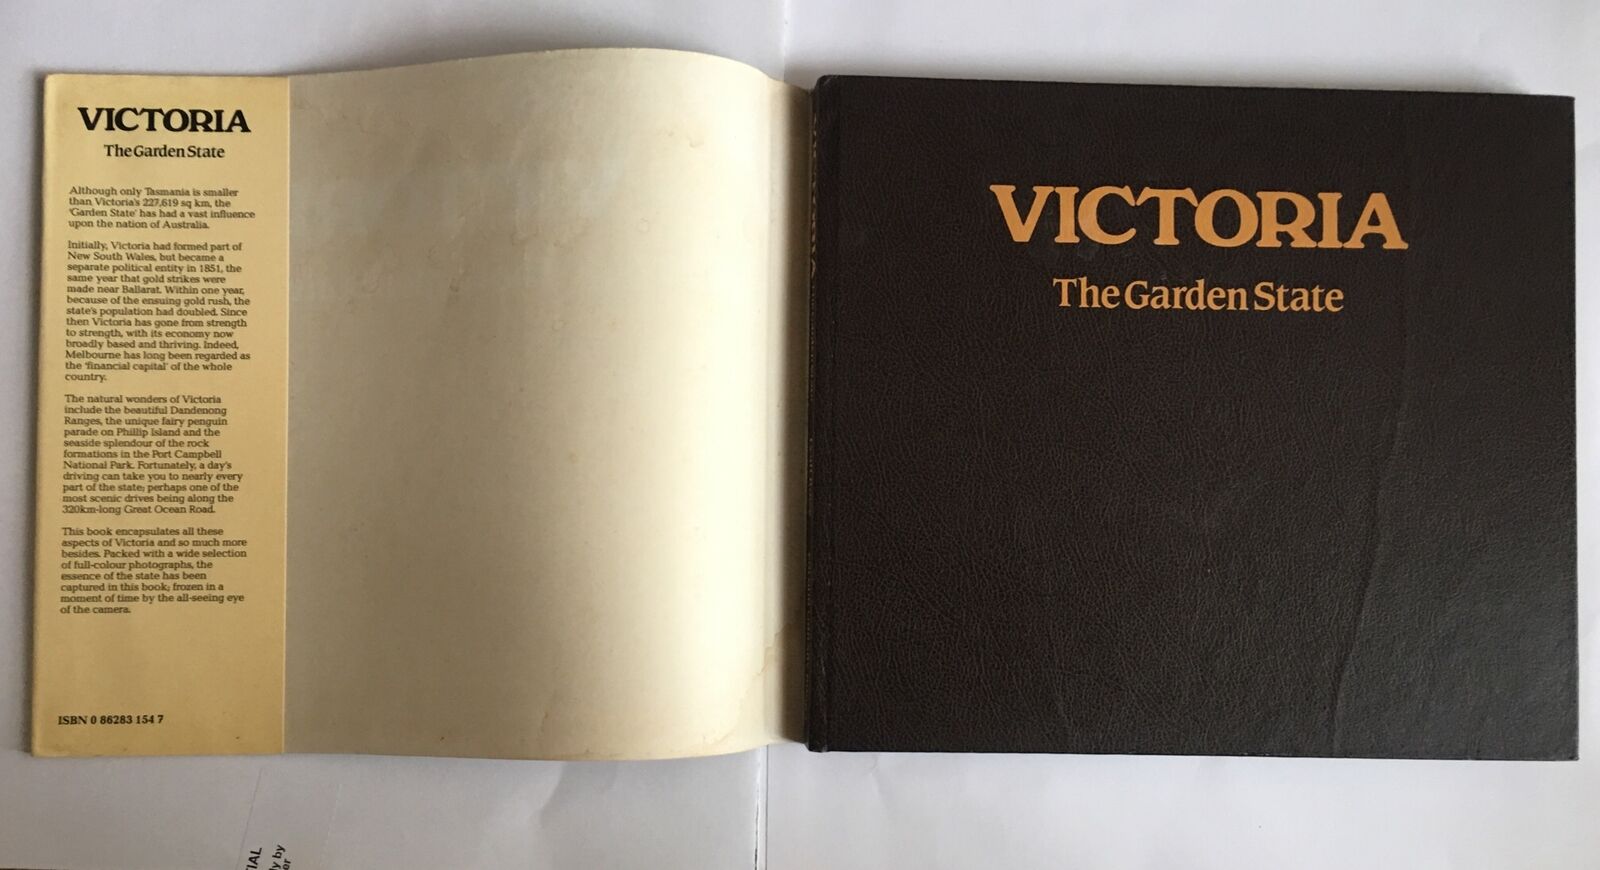 VICTORIA
The Garden State
Although only Tasmania is smaller
than Victoria's 227,619 sq km, the
'Garden State' has had a vast influence
upon the nation of Australia.
Initially, Victoria had formed part of
New South Wales, but became a
separate political entity in 1851, the
same year that gold strikes were
made near Ballarat. Within one year,
because of the ensuing gold rush, the
state's population had doubled. Since
then Victoria has gone from strength
to strength, with its economy now
broadly based and thriving. Indeed,
Melbourne has long been regarded as
the 'financial capital' of the whole
country.
The natural wonders of Victoria
include the beautiful Dandenong
Ranges, the unique fairy penguin
parade on Phillip Island and the
seaside splendour of the rock
formations in the Port Campbell
National Park. Fortunately, a day's
driving can take you to nearly every
part of the state; perhaps one of the
most scenic drives being along the
320km-long Great Ocean Road.
This book encapsulates all these
aspects of Victoria and so much more
besides. Packed with a wide selection
of full-colour photographs, the
essence of the state has been
captured in this book; frozen in a
moment of time by the all-seeing eye
of the camera.
ISBN 0 86283 154 7
VICTORIA
The Garden State